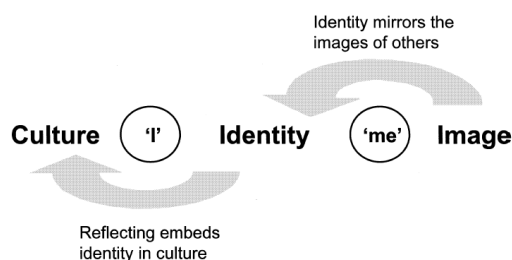 Identity mirrors the
images of others
Culture 'I' Identity 'me' Image
Reflecting embeds
identity in culture